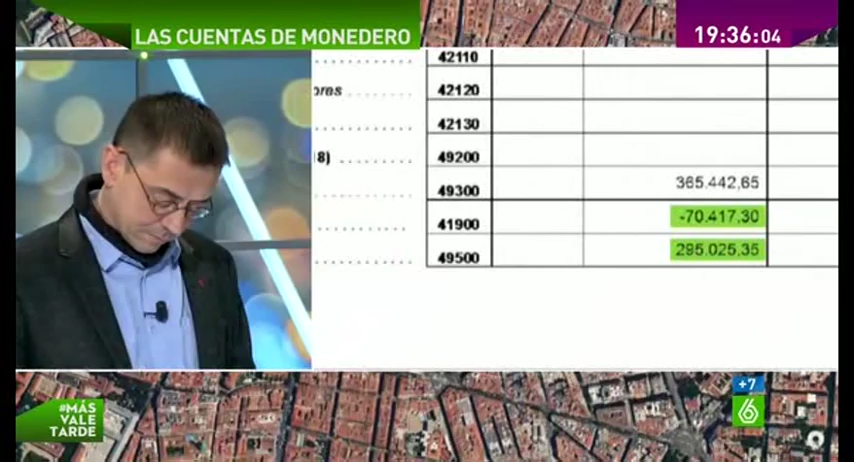 LAS CUENTAS DE MONEDERO
19:36:04
42110
ores
42120
42130
18)
49200
49300
365.442,65
41900
-70.417,30
49500
295.025,35
#MÁS
VALE
TARDE
+7
6